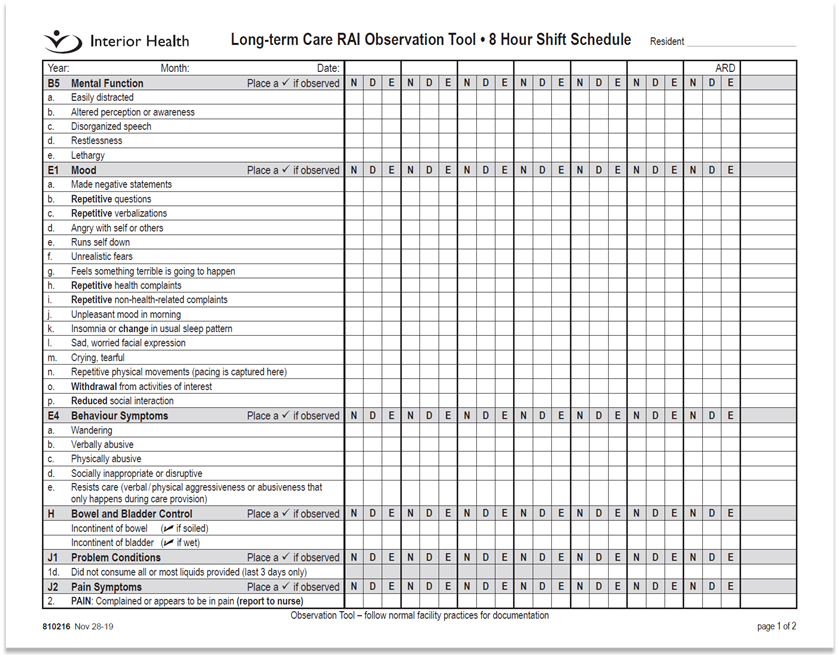 Interior Health
Long-term Care RAI Observation Tool • 8 Hour Shift Schedule
Resident
Year: Month: Date: ARD
B5 Mental Function Place a ✓ if observed N D E N D E N D E N D E N D E N D E N D E
a. Easily distracted
b. Altered perception or awareness
c. Disorganized speech
d. Restlessness
e. Lethargy
E1 Mood Place a ✓ if observed N D E N D E N D E N D E N D E N D E N D E
a. Made negative statements
b. Repetitive questions
c. Repetitive verbalizations
d. Angry with self or others
e. Runs self down
f. Unrealistic fears
g. Feels something terrible is going to happen
h. Repetitive health complaints
i. Repetitive non-health-related complaints
j. Unpleasant mood in morning
k. Insomnia or change in usual sleep pattern
l. Sad, worried facial expression
m. Crying, tearful
n. Repetitive physical movements (pacing is captured here)
o. Withdrawal from activities of interest
p. Reduced social interaction
E4 Behaviour Symptoms Place a ✓ if observed N D E N D E N D E N D E N D E N D E N D E
a. Wandering
b. Verbally abusive
c. Physically abusive
d. Socially inappropriate or disruptive
e. Resists care (verbal/physical aggressiveness or abusiveness that
only happens during care provision)
H Bowel and Bladder Control Place a ✓ if observed N D E N D E N D E N D E N D E N D E N D E
Incontinent of bowel (✓ if soiled)
Incontinent of bladder (✓ if wet)
J1 Problem Conditions Place a ✓ if observed N D E N D E N D E N D E N D E N D E N D E
1d. Did not consume all or most liquids provided (last 3 days only)
J2 Pain Symptoms Place a ✓ if observed N D E N D E N D E N D E N D E N D E N D E
2. PAIN: Complained or appears to be in pain (report to nurse)
Observation Tool – follow normal facility practices for documentation
810216 Nov 28-19 page 1 of 2